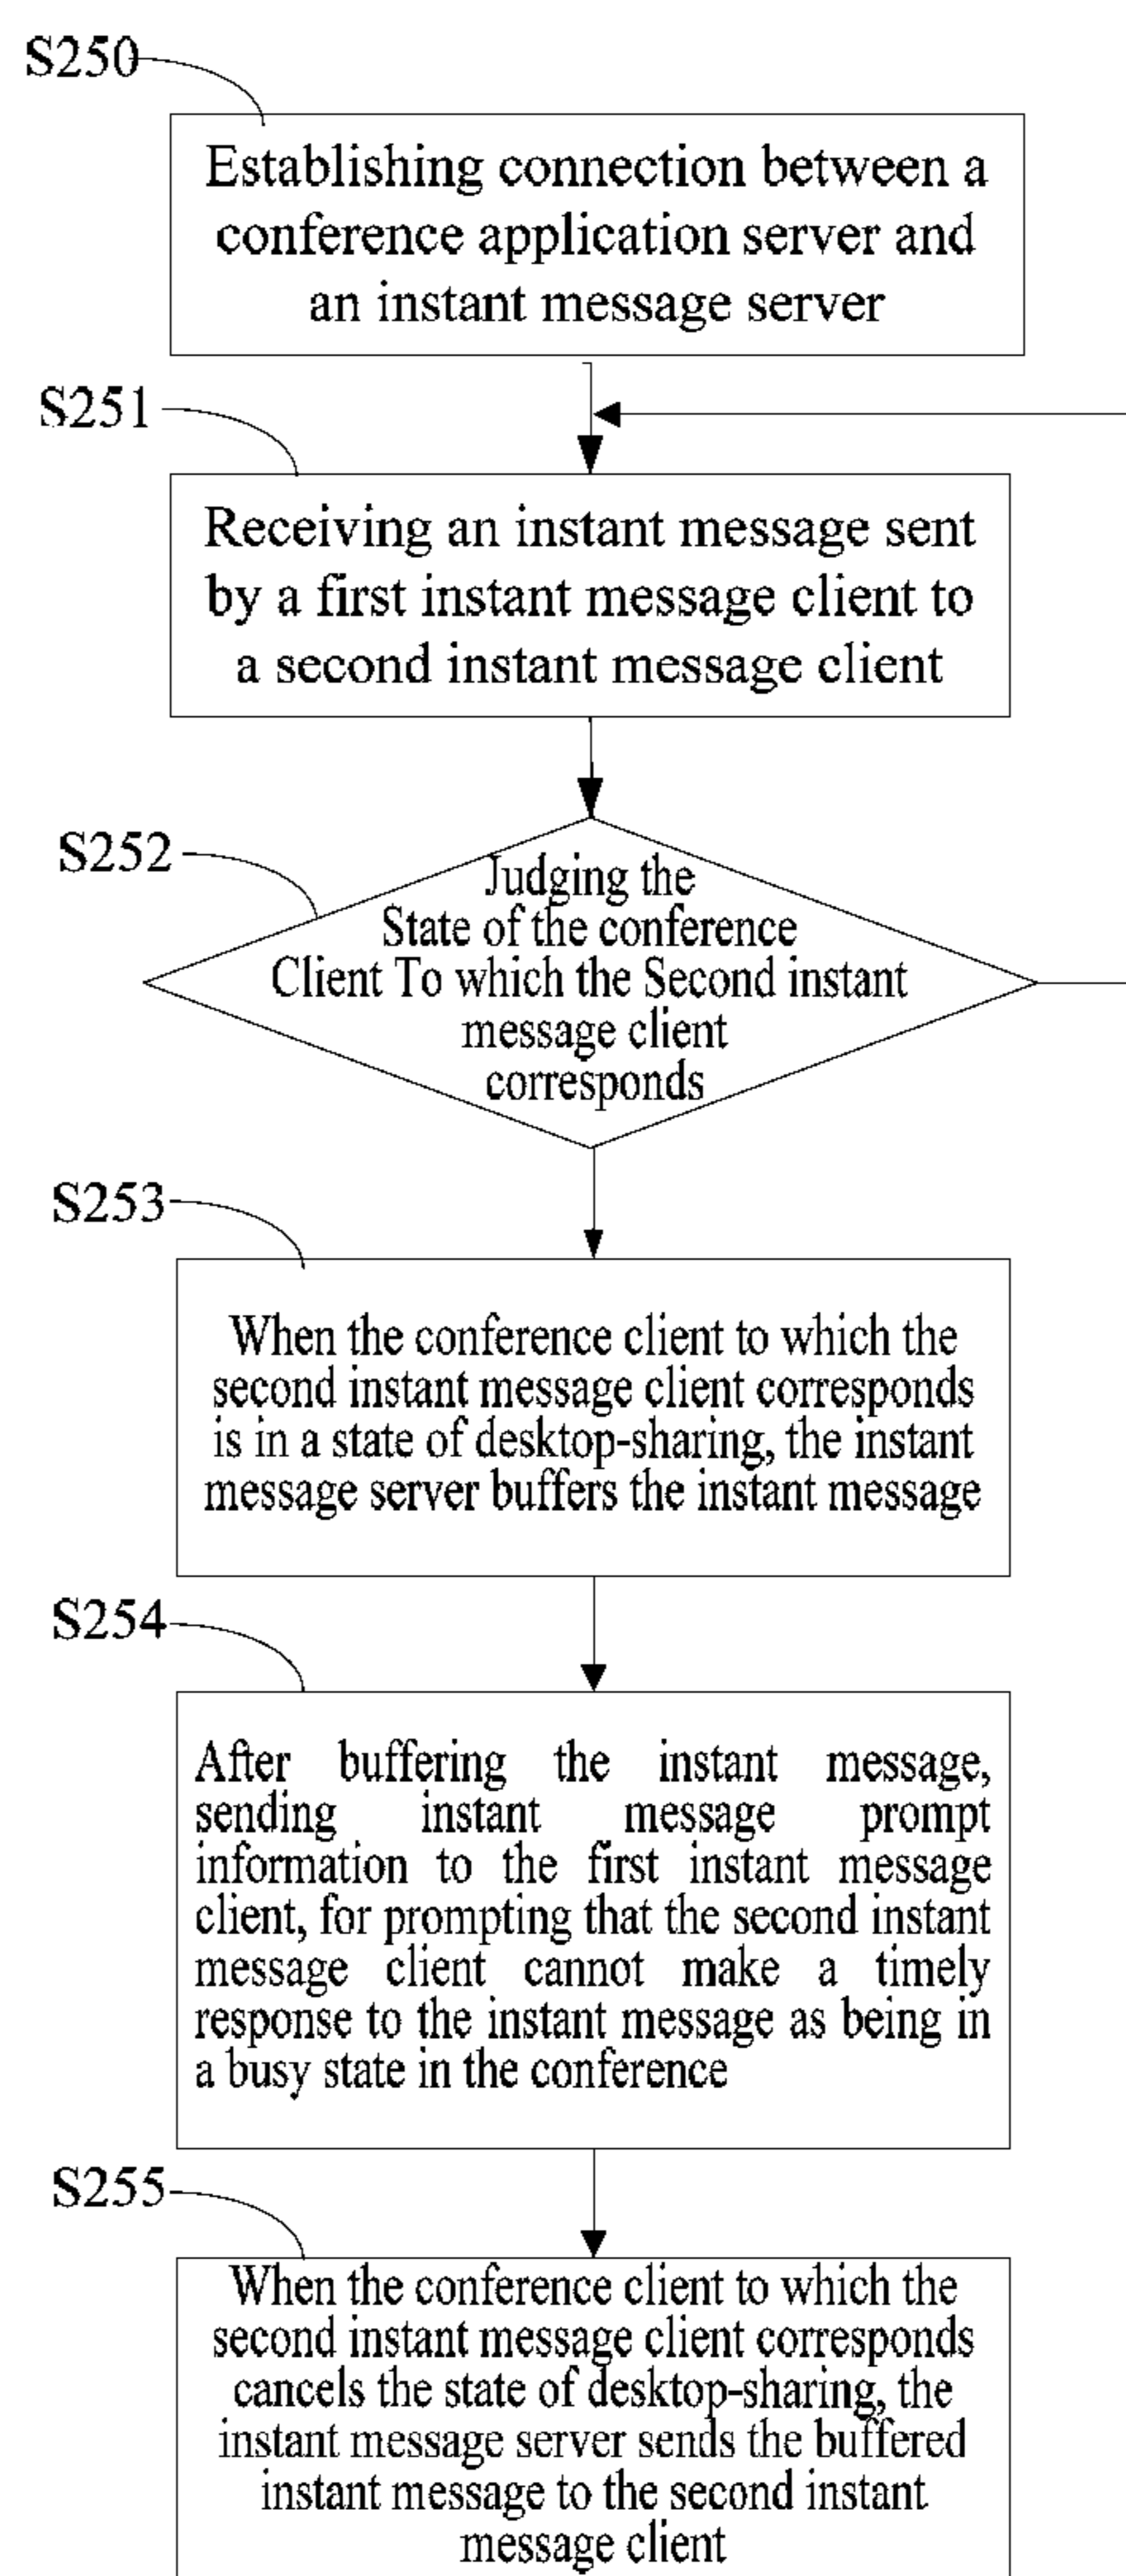 S250
Establishing connection between a
conference application server and
an instant message server
S251
Receiving an instant message sent
by a first instant message client to
a second instant message client
S252
Judging the
State of the conference
Client To which the Second instant
message client
corresponds
S253
When the conference client to which the
second instant message client corresponds
is in a state of desktop-sharing, the instant
message server buffers the instant message
S254
After buffering the instant message,
sending instant message prompt
information to the first instant message
client, for prompting that the second instant
message client cannot make a timely
response to the instant message as being in
a busy state in the conference
S255
When the conference client to which the
second instant message client corresponds
cancels the state of desktop-sharing, the
instant message server sends the buffered
instant message to the second instant
message client